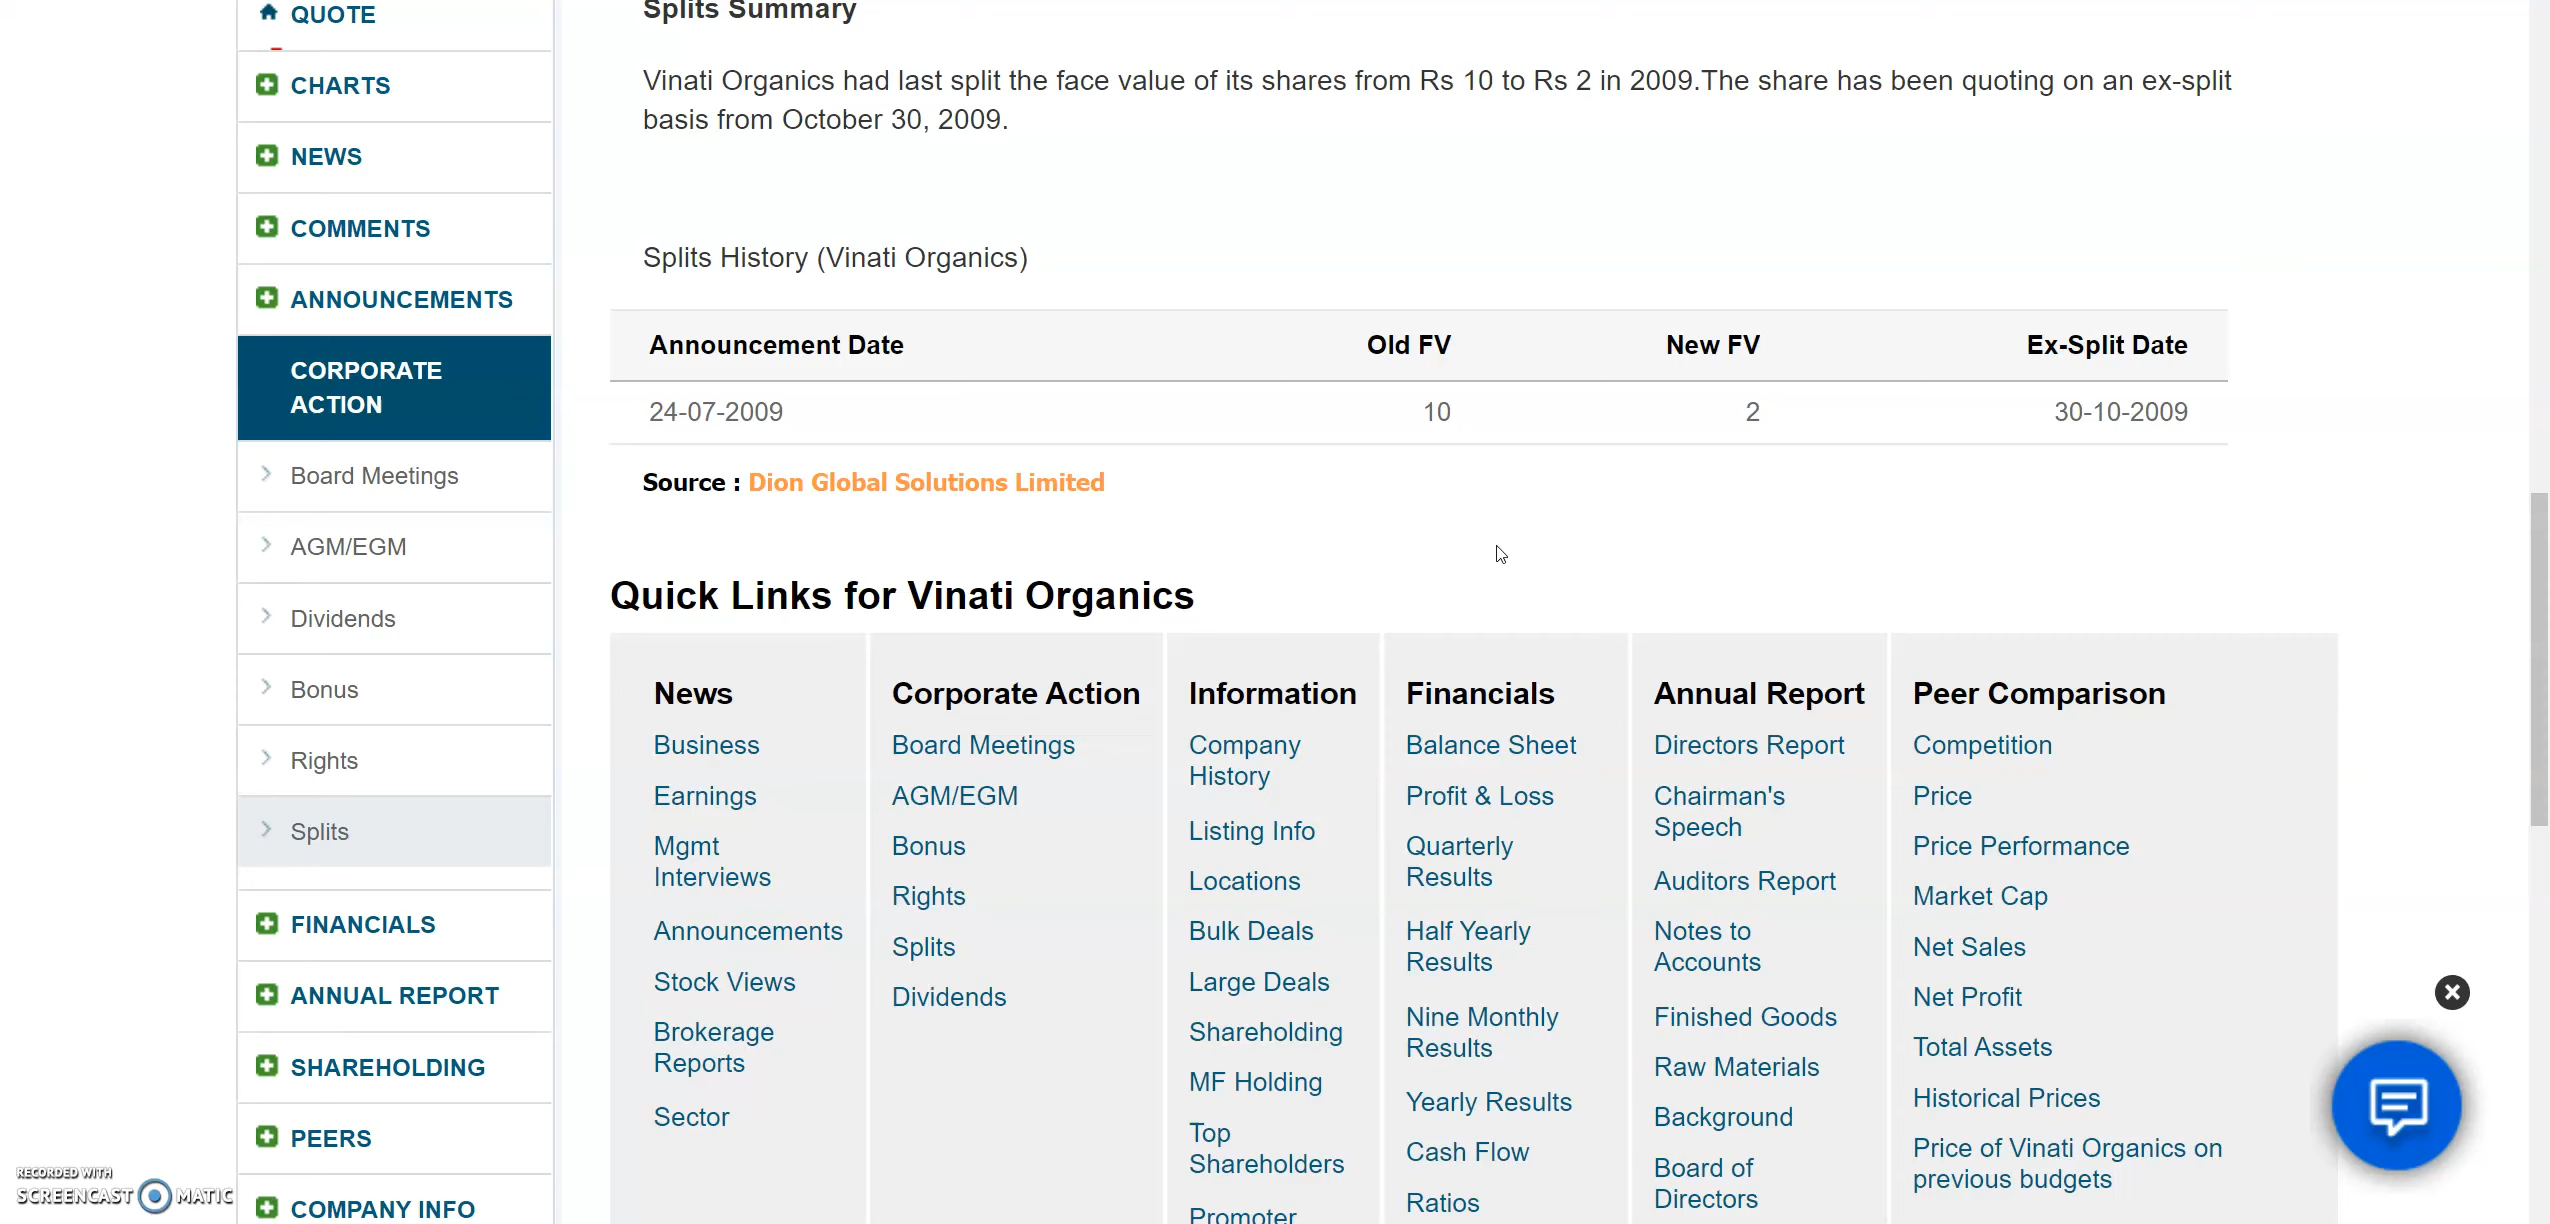 QUOTE
CHARTS
NEWS
COMMENTS
ANNOUNCEMENTS
CORPORATE
ACTION
Board Meetings
AGM/EGM
Dividends
Bonus
Rights
Splits
FINANCIALS
ANNUAL REPORT
SHAREHOLDING
PEERS
COMPANY INFO
Splits Summary
Vinati Organics had last split the face value of its shares from Rs 10 to Rs 2 in 2009.The share has been quoting on an ex-split
basis from October 30, 2009.
Splits History (Vinati Organics)
Announcement Date Old FV New FV Ex-Split Date
24-07-2009 10 2 30-10-2009
Source : Dion Global Solutions Limited
Quick Links for Vinati Organics
News
Business
Earnings
Mgmt
Interviews
Announcements
Stock Views
Brokerage
Reports
Sector
Corporate Action
Board Meetings
AGM/EGM
Bonus
Rights
Splits
Dividends
Information
Company
History
Listing Info
Locations
Bulk Deals
Large Deals
Shareholding
MF Holding
Top
Shareholders
Promoter
Financials
Balance Sheet
Profit & Loss
Quarterly
Results
Half Yearly
Results
Nine Monthly
Results
Yearly Results
Cash Flow
Ratios
Annual Report
Directors Report
Chairman's
Speech
Auditors Report
Notes to
Accounts
Finished Goods
Raw Materials
Background
Board of
Directors
Peer Comparison
Competition
Price
Price Performance
Market Cap
Net Sales
Net Profit
Total Assets
Historical Prices
Price of Vinati Organics on
previous budgets
RECORDED WITH
SCREENCAST MATIC